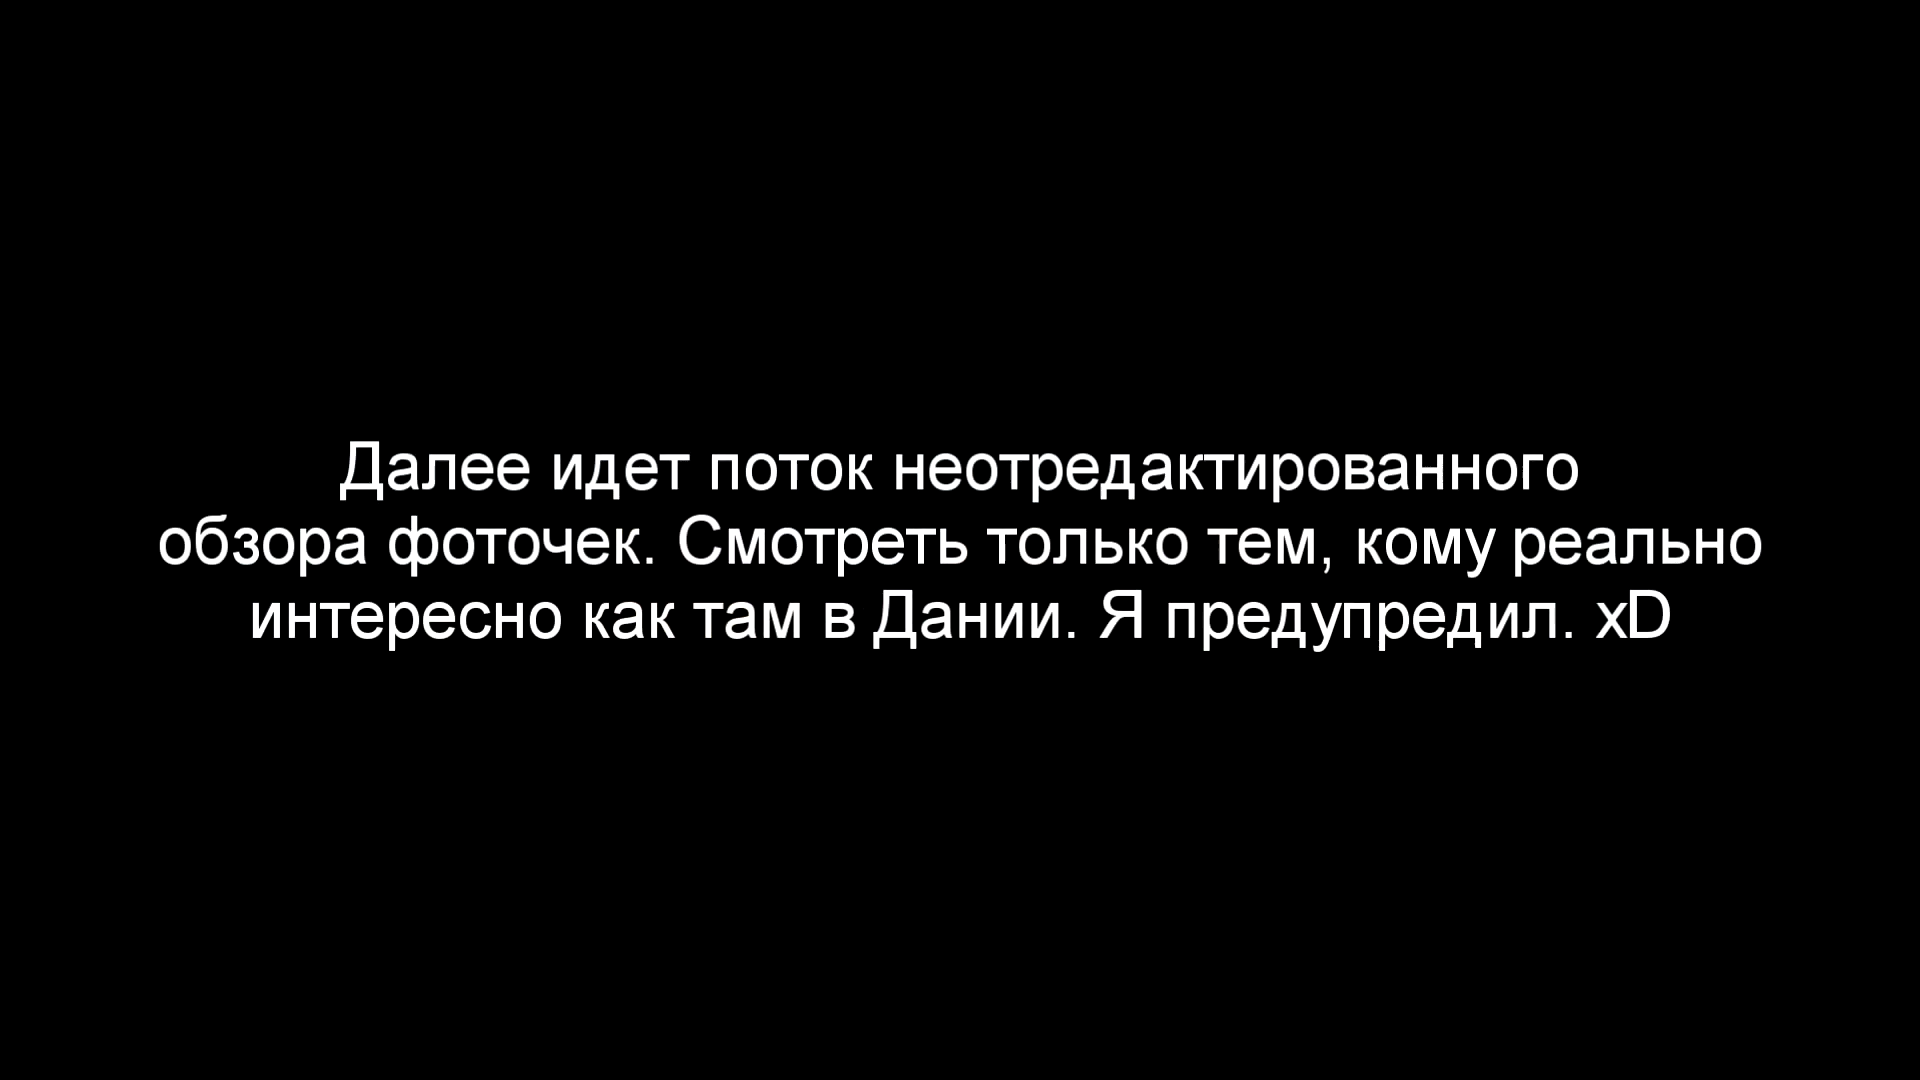 Далее идет поток неотредактированного
обзора фоточек. Смотреть только тем, кому реально
интересно как там в Дании. Я предупредил. xD